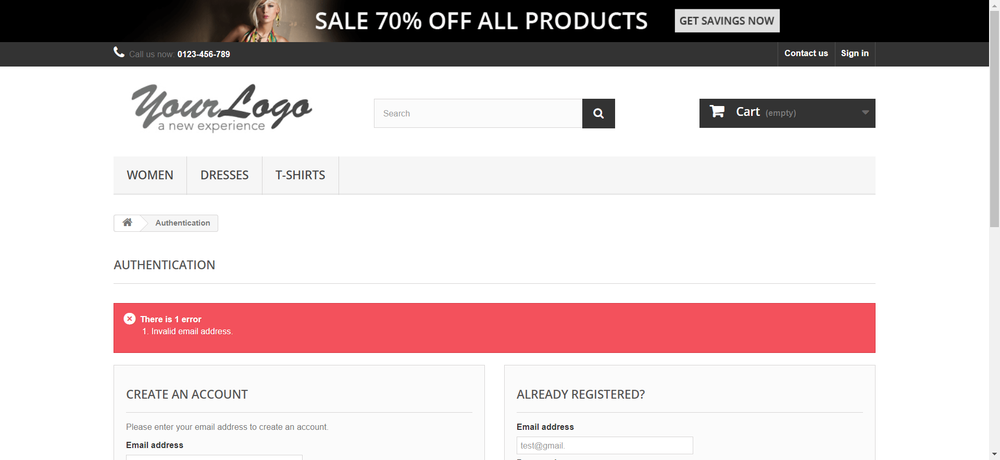 SALE 70% OFF ALL PRODUCTS
GET SAVINGS NOW
Call us now: 0123-456-789
Contact us
Sign in
YourLogo
a new experience
Search
Cart (empty)
WOMEN
DRESSES
T-SHIRTS
Authentication
AUTHENTICATION
There is 1 error
1. Invalid email address.
CREATE AN ACCOUNT
Please enter your email address to create an account.
Email address
ALREADY REGISTERED?
Email address
test@gmail.